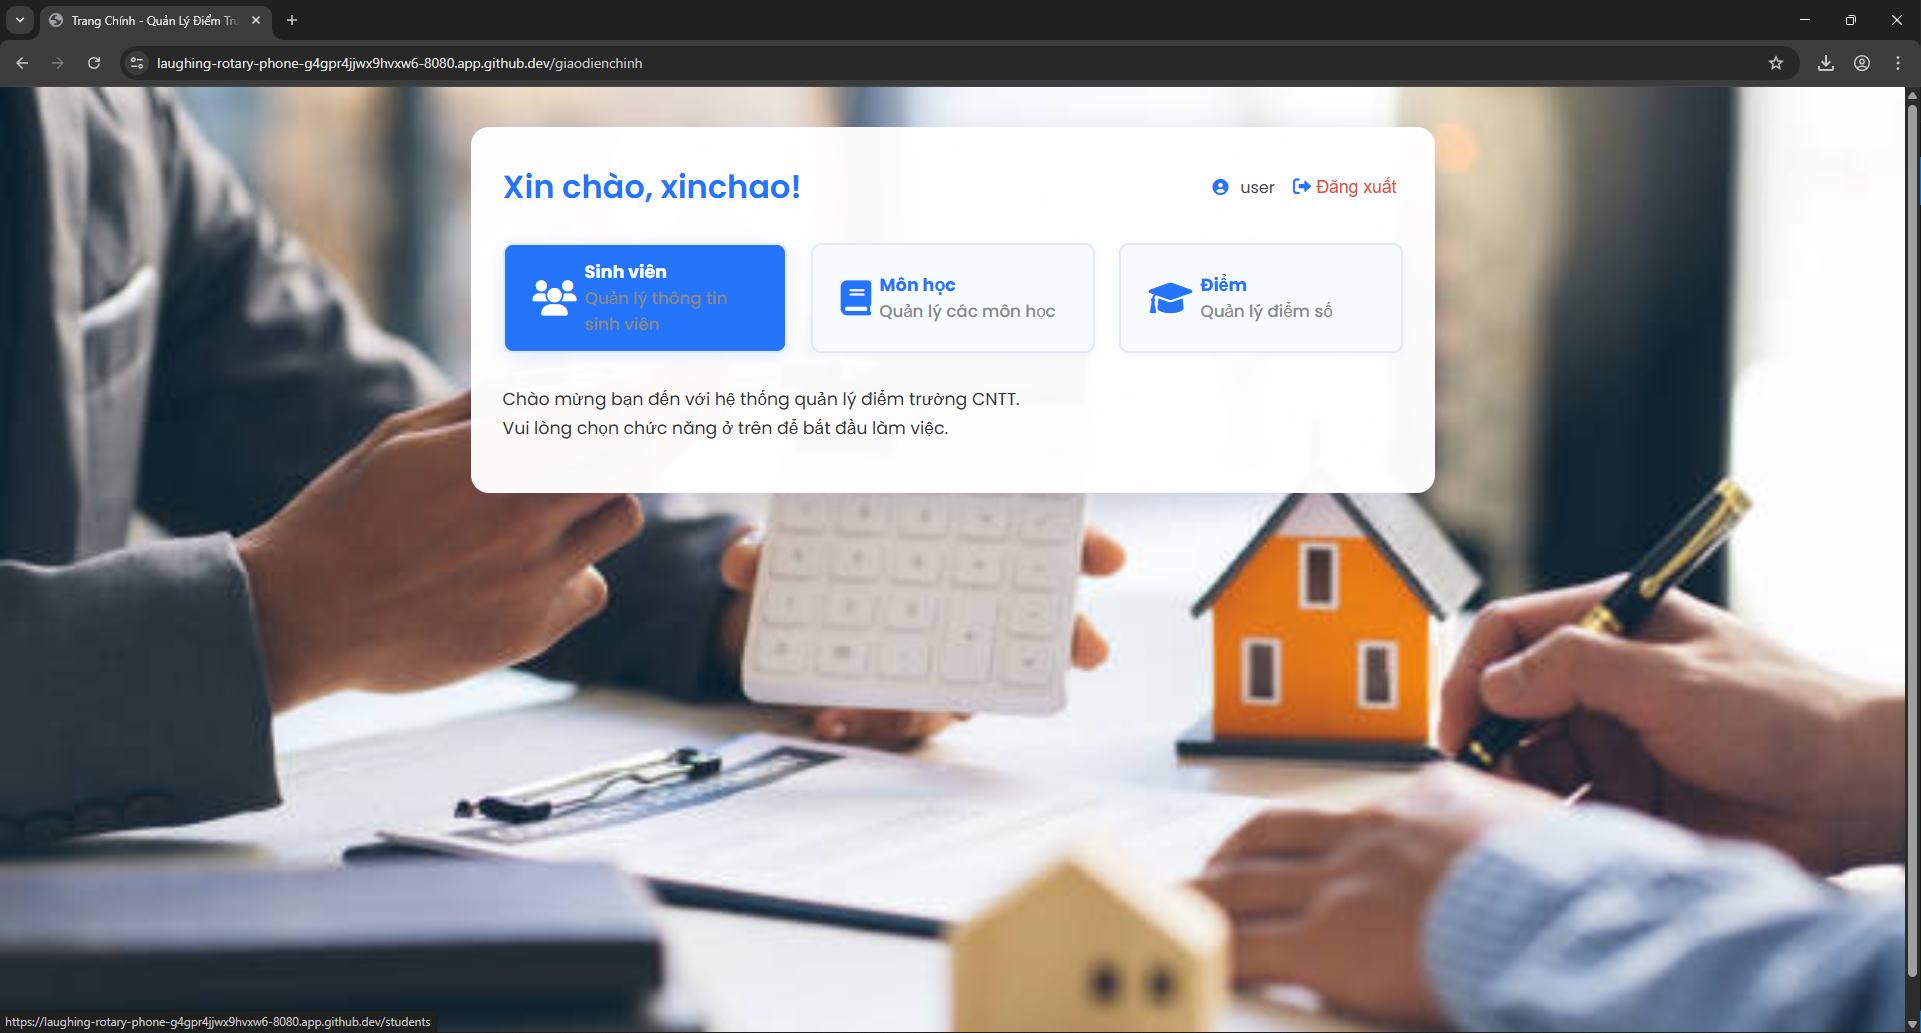 Trang Chính - Quản Lý Điểm Trư
laughing-rotary-phone-g4gpr4jjwx9hvxw6-8080.app.github.dev/giaodienchinh
Xin chào, xinchao!
user
Đăng xuất
Sinh viên
Quản lý thông tin
sinh viên
Môn học
Quản lý các môn học
Điểm
Quản lý điểm số
Chào mừng bạn đến với hệ thống quản lý điểm trường CNTT.
Vui lòng chọn chức năng ở trên để bắt đầu làm việc.
https://laughing-rotary-phone-g4gpr4jjwx9hvxw6-8080.app.github.dev/students